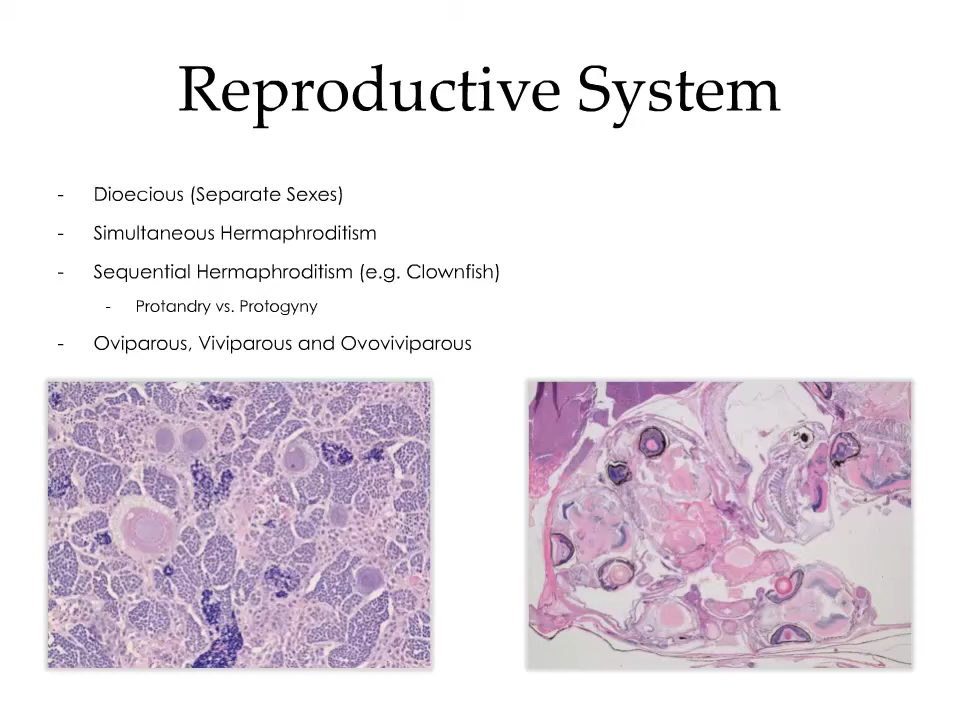 Reproductive System
- Dioecious (Separate Sexes)
- Simultaneous Hermaphroditism
- Sequential Hermaphroditism (e.g. Clownfish)
- Protandry vs. Protogyny
- Oviparous, Viviparous and Ovoviviparous